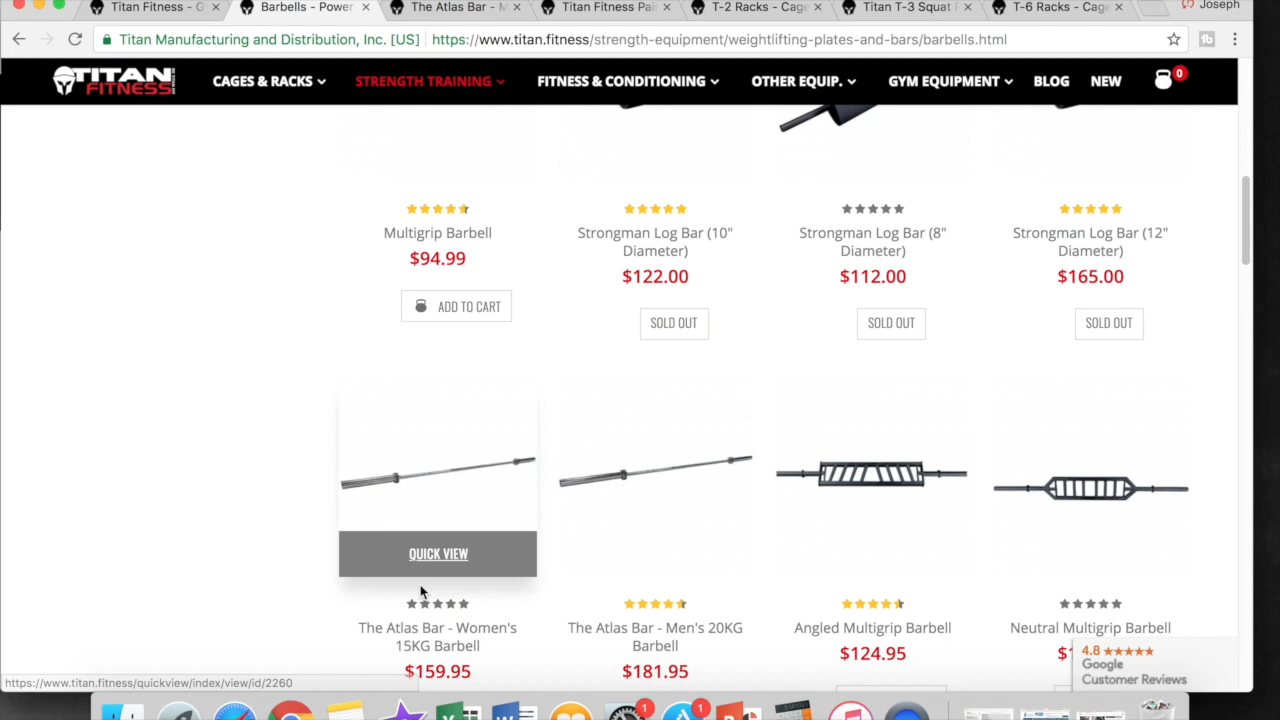 Titan Fitness - G
Barbells - Power
The Atlas Bar - M
Titan Fitness Pai
T-2 Racks - Cage
Titan T-3 Squat F
T-6 Racks - Cage
Joseph
Titan Manufacturing and Distribution, Inc. [US] https://www.titan.fitness/strength-equipment/weightlifting-plates-and-bars/barbells.html
TITAN
FITNESS
CAGES & RACKS
STRENGTH TRAINING
FITNESS & CONDITIONING
OTHER EQUIP.
GYM EQUIPMENT
BLOG
NEW
0
Multigrip Barbell
$94.99
ADD TO CART
Strongman Log Bar (10"
Diameter)
$122.00
SOLD OUT
Strongman Log Bar (8"
Diameter)
$112.00
SOLD OUT
Strongman Log Bar (12"
Diameter)
$165.00
SOLD OUT
QUICK VIEW
The Atlas Bar - Women's
15KG Barbell
$159.95
The Atlas Bar - Men's 20KG
Barbell
$181.95
Angled Multigrip Barbell
$124.95
Neutral Multigrip Barbell
4.8
Google
Customer Reviews
https://www.titan.fitness/quickview/index/view/id/2260
1
1